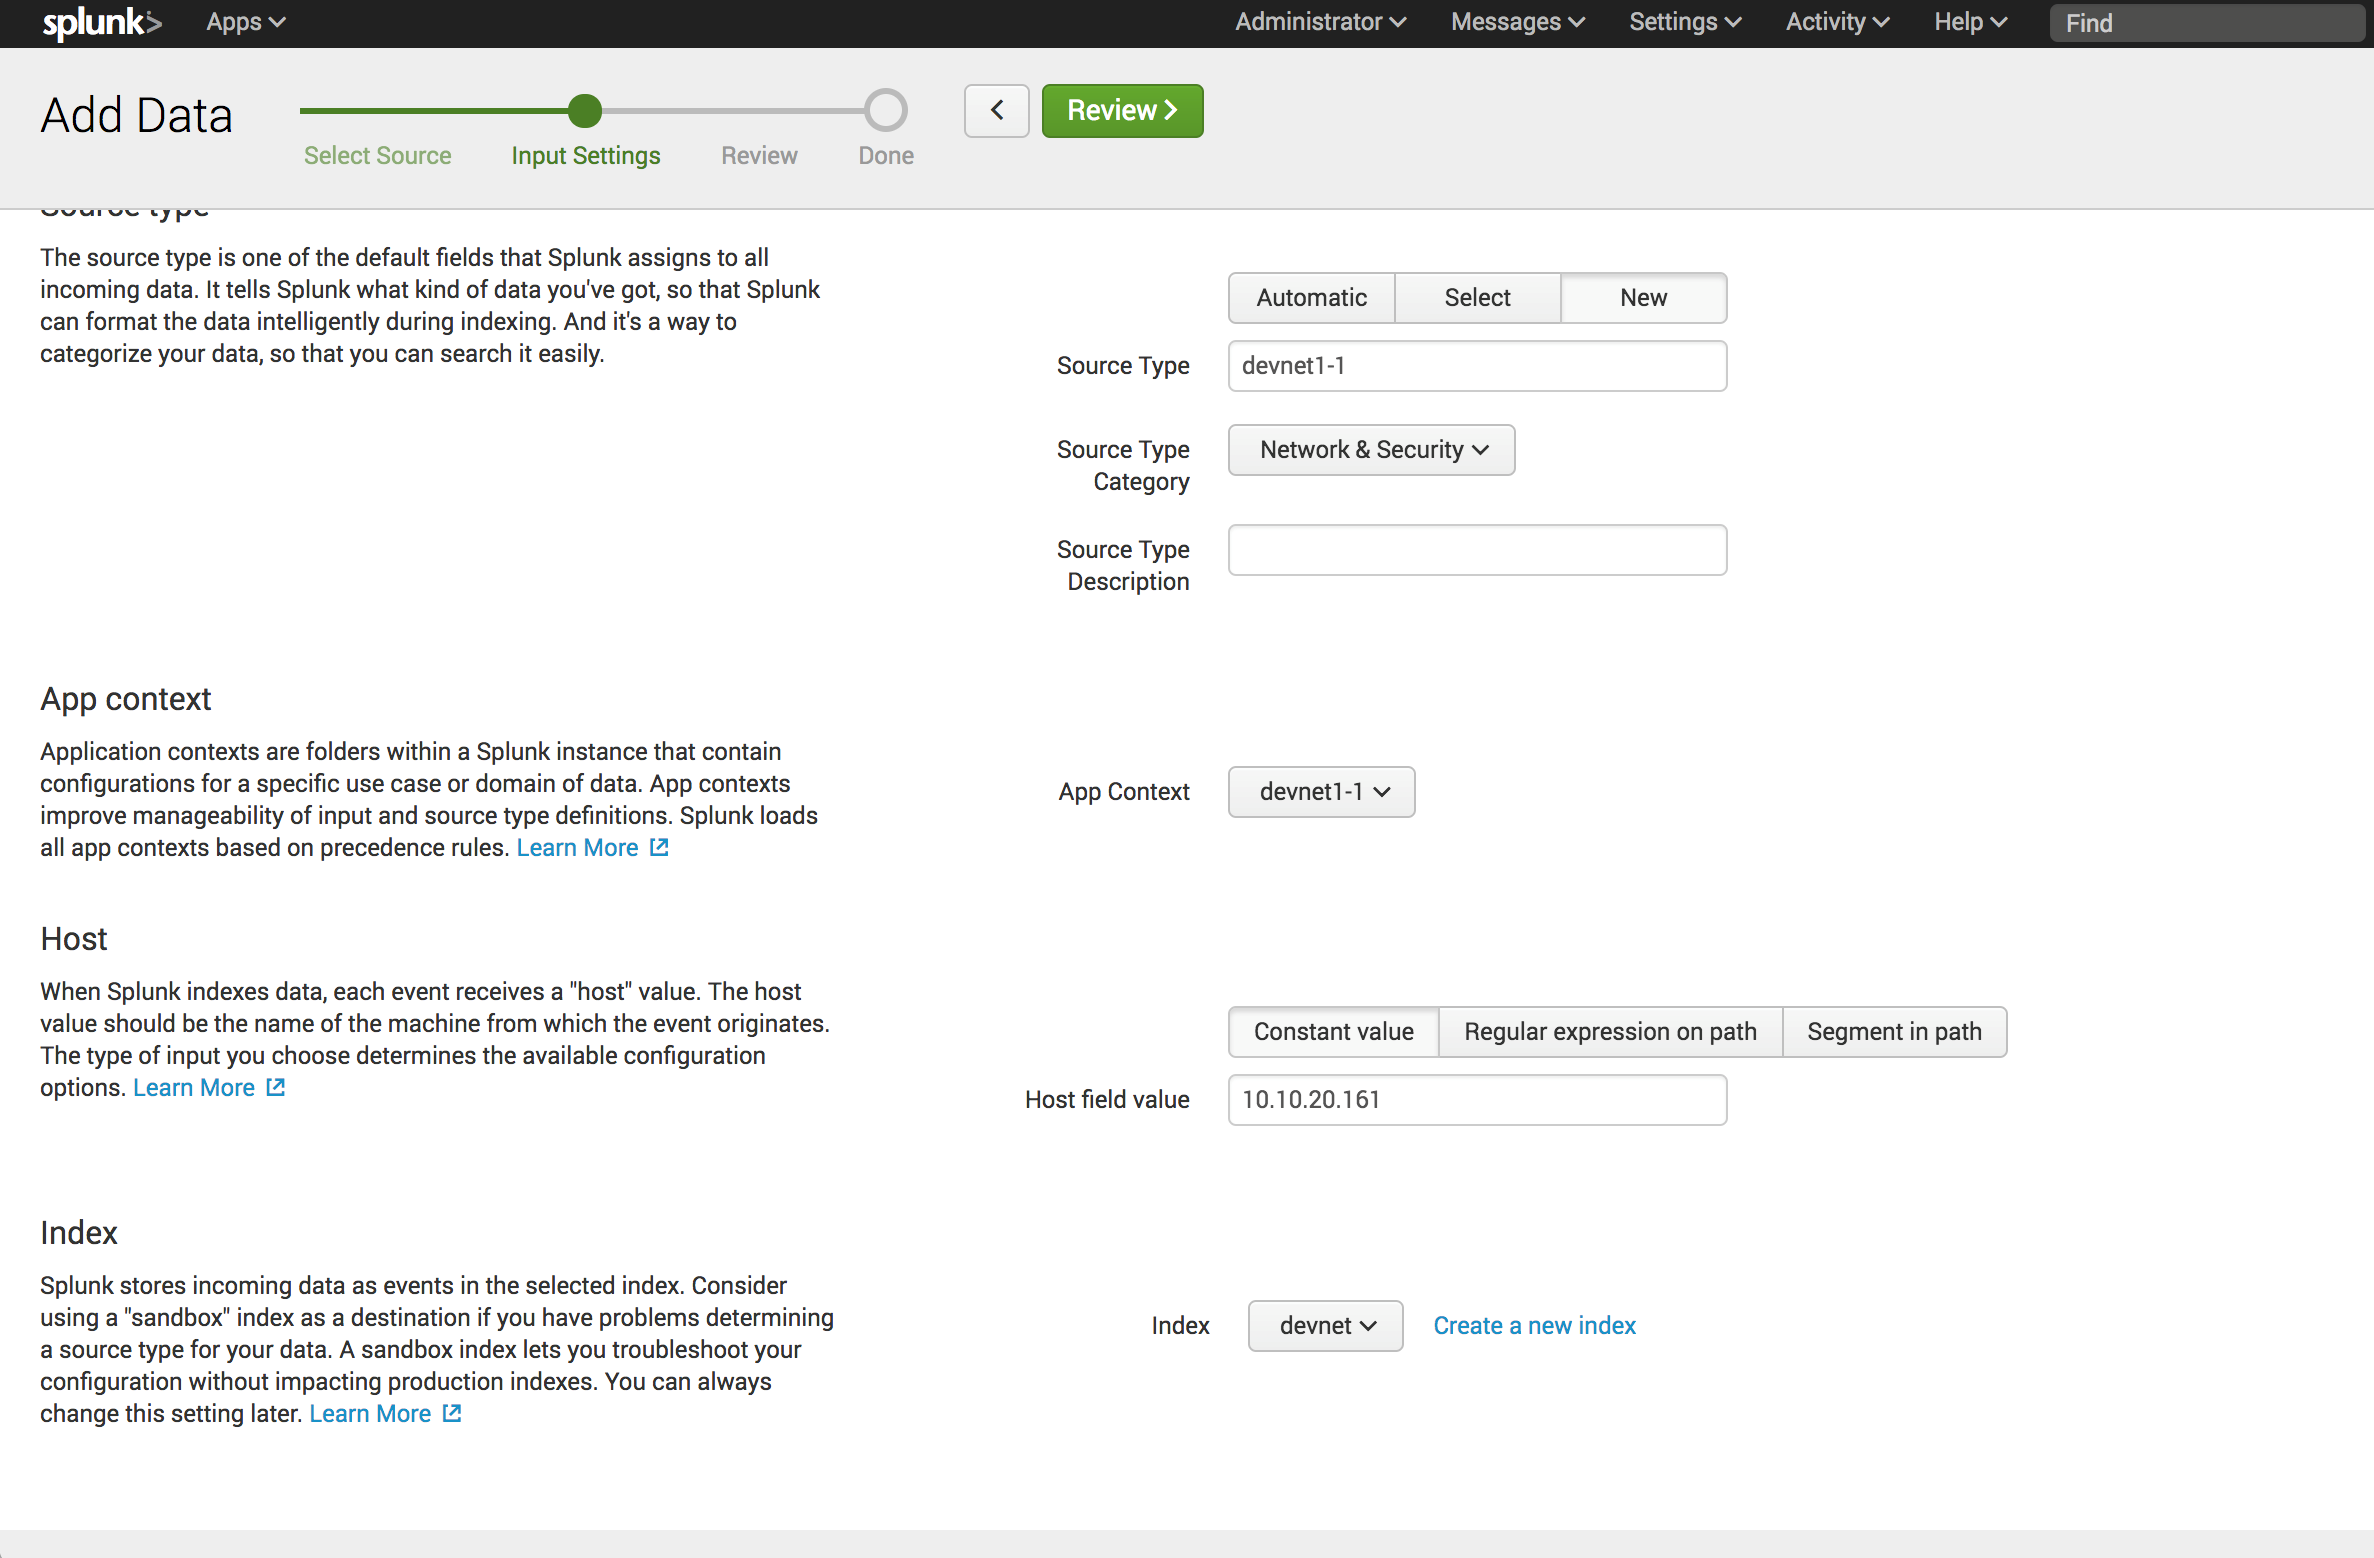 splunk> Apps Administrator Messages Settings Activity Help Find
Add Data
Select Source Input Settings Review Done
Review
Source type
The source type is one of the default fields that Splunk assigns to all
incoming data. It tells Splunk what kind of data you've got, so that Splunk
can format the data intelligently during indexing. And it's a way to
categorize your data, so that you can search it easily.
Automatic Select New
Source Type devnet1-1
Source Type
Category
Network & Security
Source Type
Description
App context
Application contexts are folders within a Splunk instance that contain
configurations for a specific use case or domain of data. App contexts
improve manageability of input and source type definitions. Splunk loads
all app contexts based on precedence rules. Learn More
App Context devnet1-1
Host
When Splunk indexes data, each event receives a "host" value. The host
value should be the name of the machine from which the event originates.
The type of input you choose determines the available configuration
options. Learn More
Constant value Regular expression on path Segment in path
Host field value 10.10.20.161
Index
Splunk stores incoming data as events in the selected index. Consider
using a "sandbox" index as a destination if you have problems determining
a source type for your data. A sandbox index lets you troubleshoot your
configuration without impacting production indexes. You can always
change this setting later. Learn More
Index devnet Create a new index